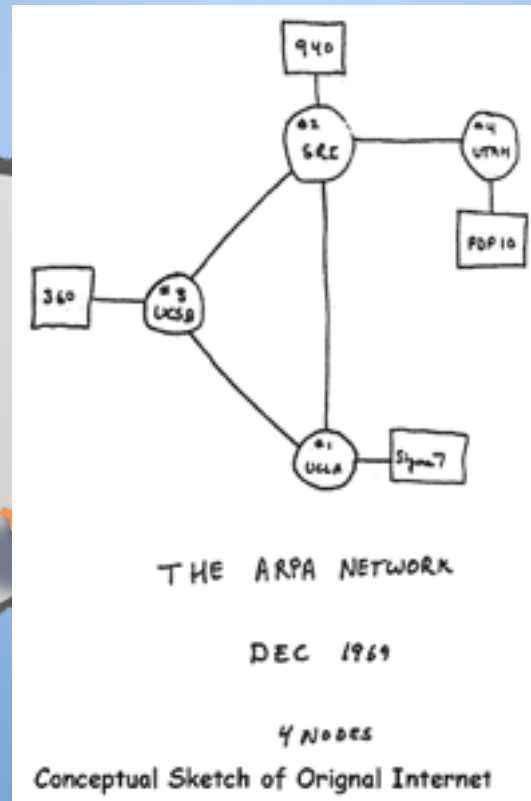 940
#2
SRI
#4
UTAH
PDP10
360
#3
UCSB
#1
UCLA
Sigma7
THE ARPA NETWORK
DEC 1969
4 NODES
Conceptual Sketch of Orignal Internet